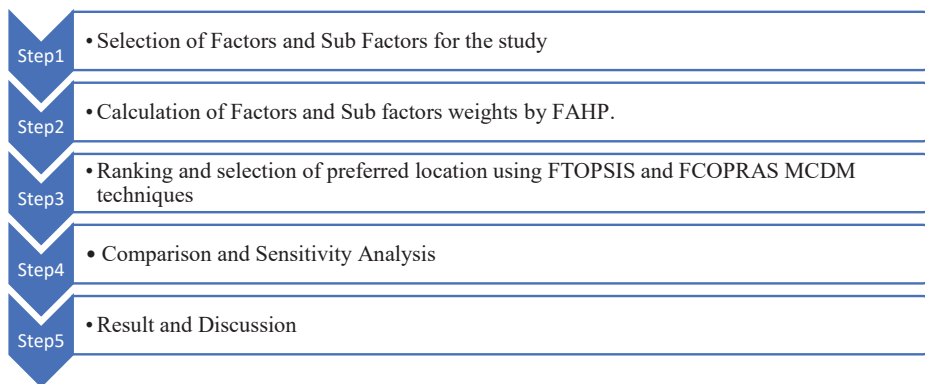 Step1
• Selection of Factors and Sub Factors for the study
Step2
• Calculation of Factors and Sub factors weights by FAHP.
Step3
• Ranking and selection of preferred location using FTOPSIS and FCOPRAS MCDM
techniques
Step4
• Comparison and Sensitivity Analysis
Step5
• Result and Discussion